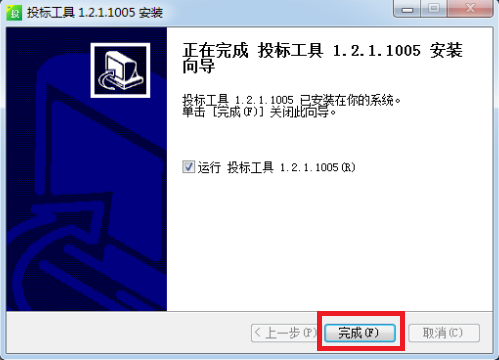 投标工具 1.2.1.1005 安装
正在完成 投标工具 1.2.1.1005 安装
向导
投标工具 1.2.1.1005 已安装在你的系统。
单击 [完成(F)] 关闭此向导。
运行 投标工具 1.2.1.1005(R)
< 上一步(P) 完成(F) 取消(C)